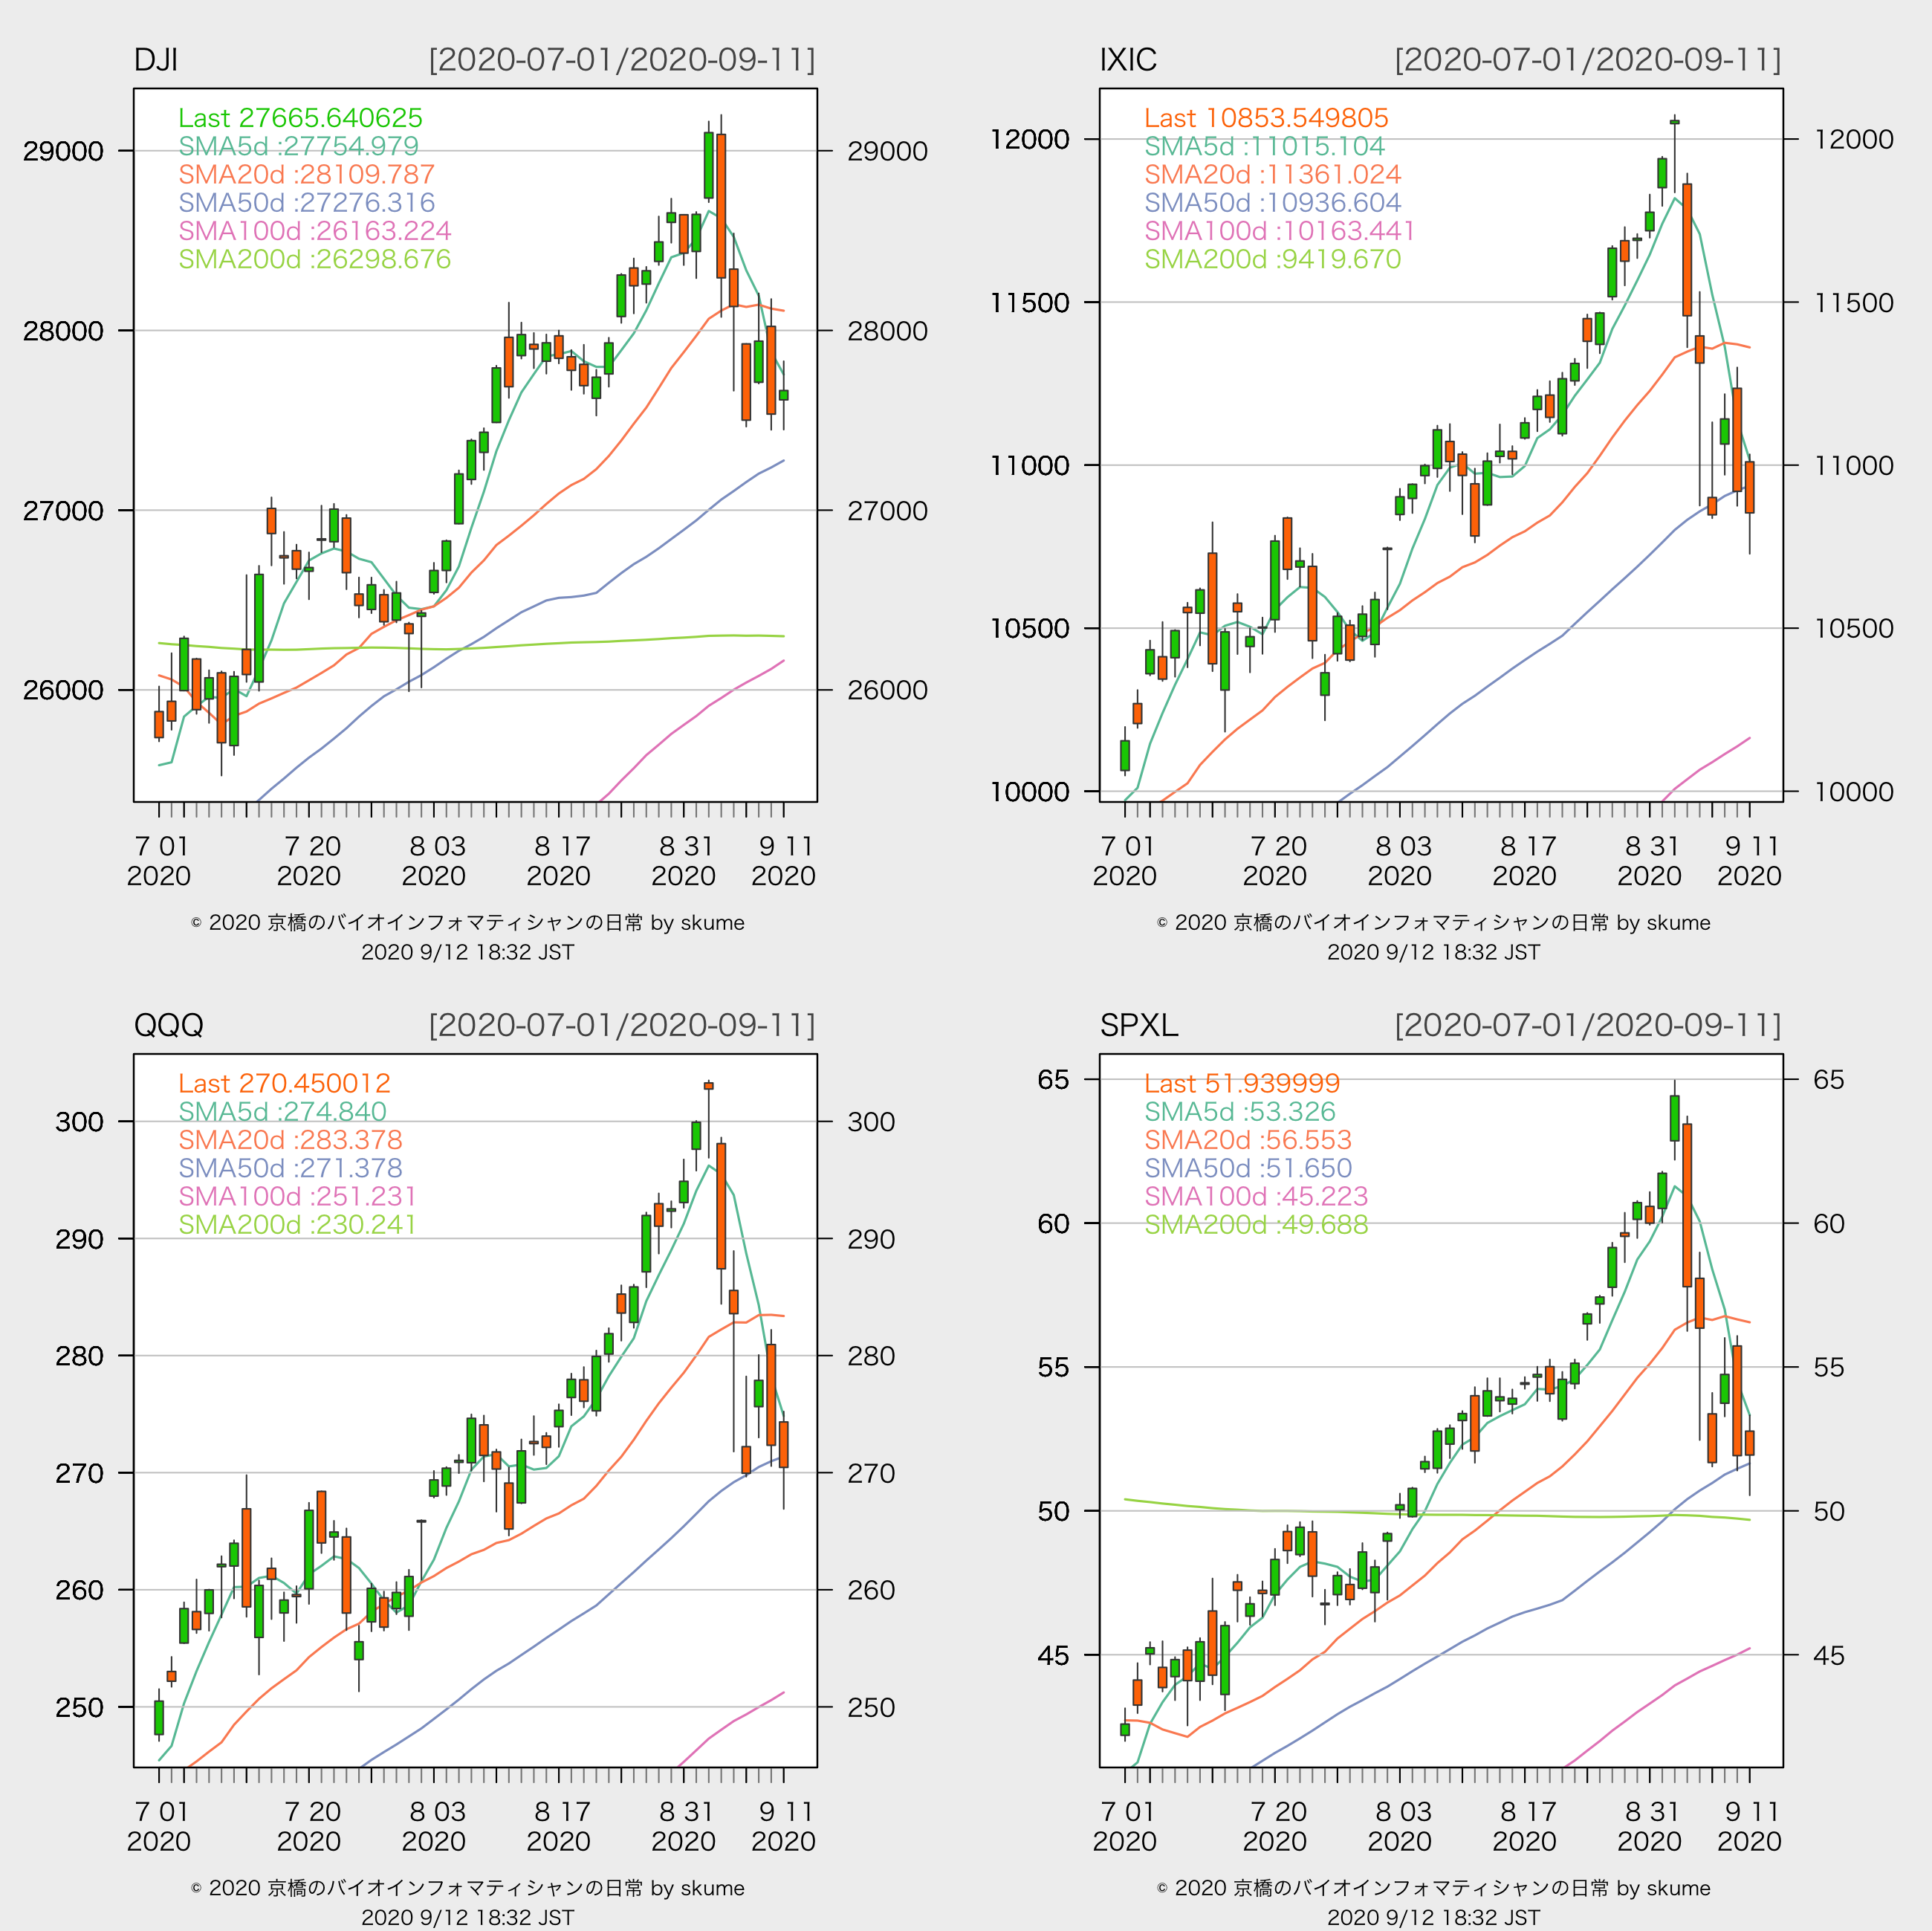 DJI [2020-07-01/2020-09-11]
Last 27665.640625
SMA5d :27754.979
SMA20d :28109.787
SMA50d :27276.316
SMA100d :26163.224
SMA200d :26298.676
29000 29000
28000 28000
27000 27000
26000 26000
7 01 7 20 8 03 8 17 8 31 9 11
2020 2020 2020 2020 2020 2020
© 2020 京橋のバイオインフォマティシャンの日常 by skume
2020 9/12 18:32 JST
IXIC [2020-07-01/2020-09-11]
Last 10853.549805
SMA5d :11015.104
SMA20d :11361.024
SMA50d :10936.604
SMA100d :10163.441
SMA200d :9419.670
12000 12000
11500 11500
11000 11000
10500 10500
10000 10000
7 01 7 20 8 03 8 17 8 31 9 11
2020 2020 2020 2020 2020 2020
© 2020 京橋のバイオインフォマティシャンの日常 by skume
2020 9/12 18:32 JST
QQQ [2020-07-01/2020-09-11]
Last 270.450012
SMA5d :274.840
SMA20d :283.378
SMA50d :271.378
SMA100d :251.231
SMA200d :230.241
300 300
290 290
280 280
270 270
260 260
250 250
7 01 7 20 8 03 8 17 8 31 9 11
2020 2020 2020 2020 2020 2020
© 2020 京橋のバイオインフォマティシャンの日常 by skume
2020 9/12 18:32 JST
SPXL [2020-07-01/2020-09-11]
Last 51.939999
SMA5d :53.326
SMA20d :56.553
SMA50d :51.650
SMA100d :45.223
SMA200d :49.688
65 65
60 60
55 55
50 50
45 45
7 01 7 20 8 03 8 17 8 31 9 11
2020 2020 2020 2020 2020 2020
© 2020 京橋のバイオインフォマティシャンの日常 by skume
2020 9/12 18:32 JST